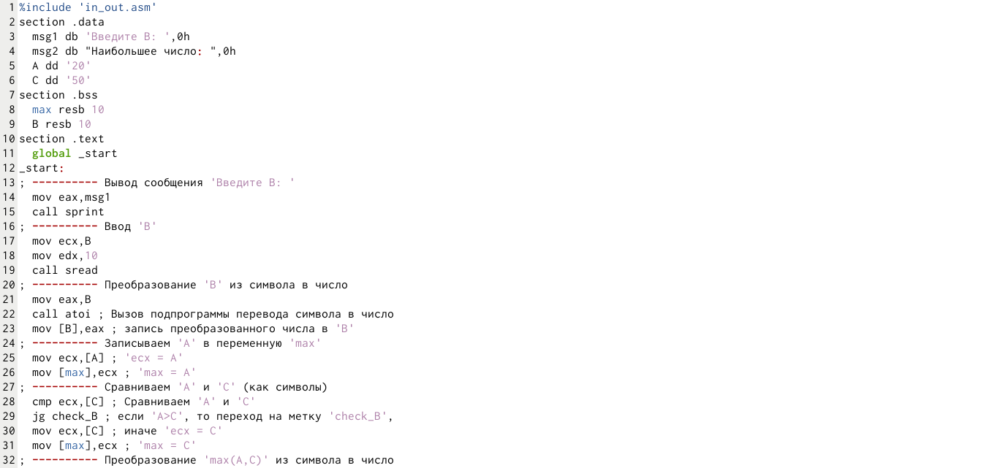 1 %include 'in_out.asm'
2 section .data
3   msg1 db 'Введите B: ',0h
4   msg2 db "Наибольшее число: ",0h
5   A dd '20'
6   C dd '50'
7 section .bss
8   max resb 10
9   B resb 10
10 section .text
11   global _start
12 _start:
13 ; ---------- Вывод сообщения 'Введите B: '
14   mov eax,msg1
15   call sprint
16 ; ---------- Ввод 'B'
17   mov ecx,B
18   mov edx,10
19   call sread
20 ; ---------- Преобразование 'B' из символа в число
21   mov eax,B
22   call atoi ; Вызов подпрограммы перевода символа в число
23   mov [B],eax ; запись преобразованного числа в 'B'
24 ; ---------- Записываем 'A' в переменную 'max'
25   mov ecx,[A] ; 'ecx = A'
26   mov [max],ecx ; 'max = A'
27 ; ---------- Сравниваем 'A' и 'C' (как символы)
28   cmp ecx,[C] ; Сравниваем 'A' и 'C'
29   jg check_B ; если 'A>C', то переход на метку 'check_B',
30   mov ecx,[C] ; иначе 'ecx = C'
31   mov [max],ecx ; 'max = C'
32 ; ---------- Преобразование 'max(A,C)' из символа в число